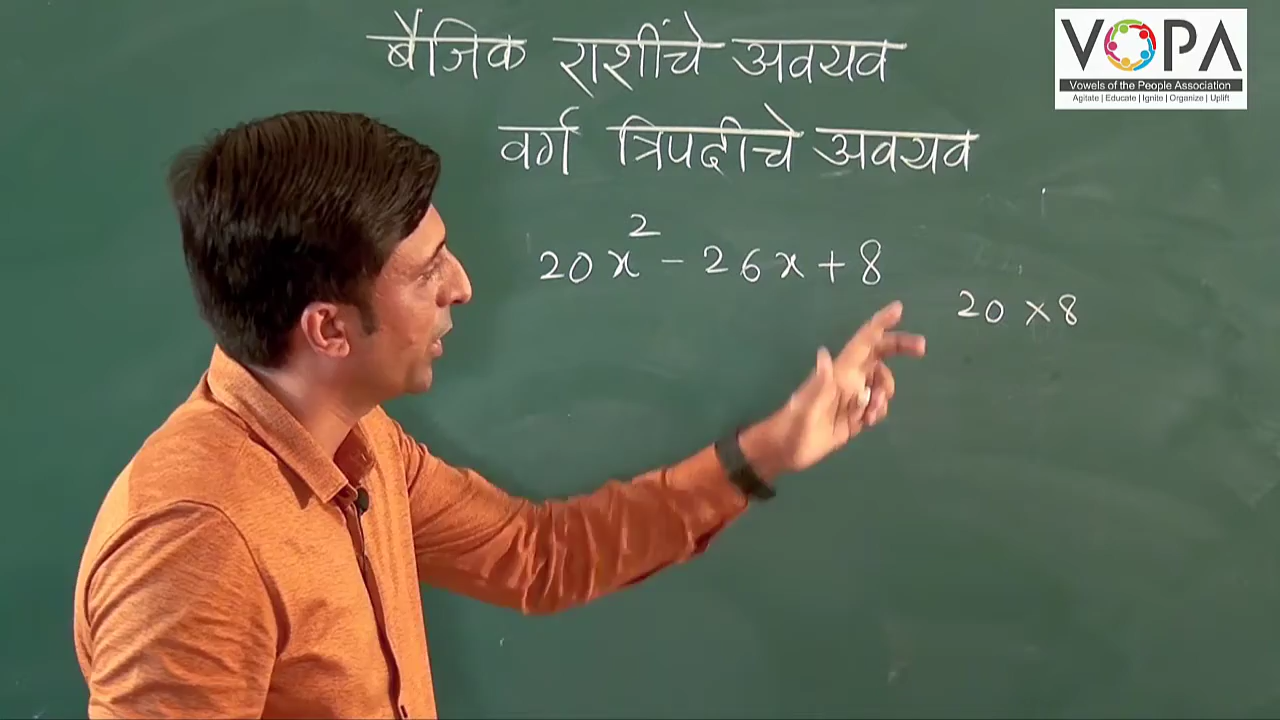 बैजिक राशींचे अवयव
वर्ग त्रिपदीचे अवयव
20x² - 26x + 8
20 × 8
VOPA
Vowels of the People Association
Agitate | Educate | Ignite | Organize | Uplift